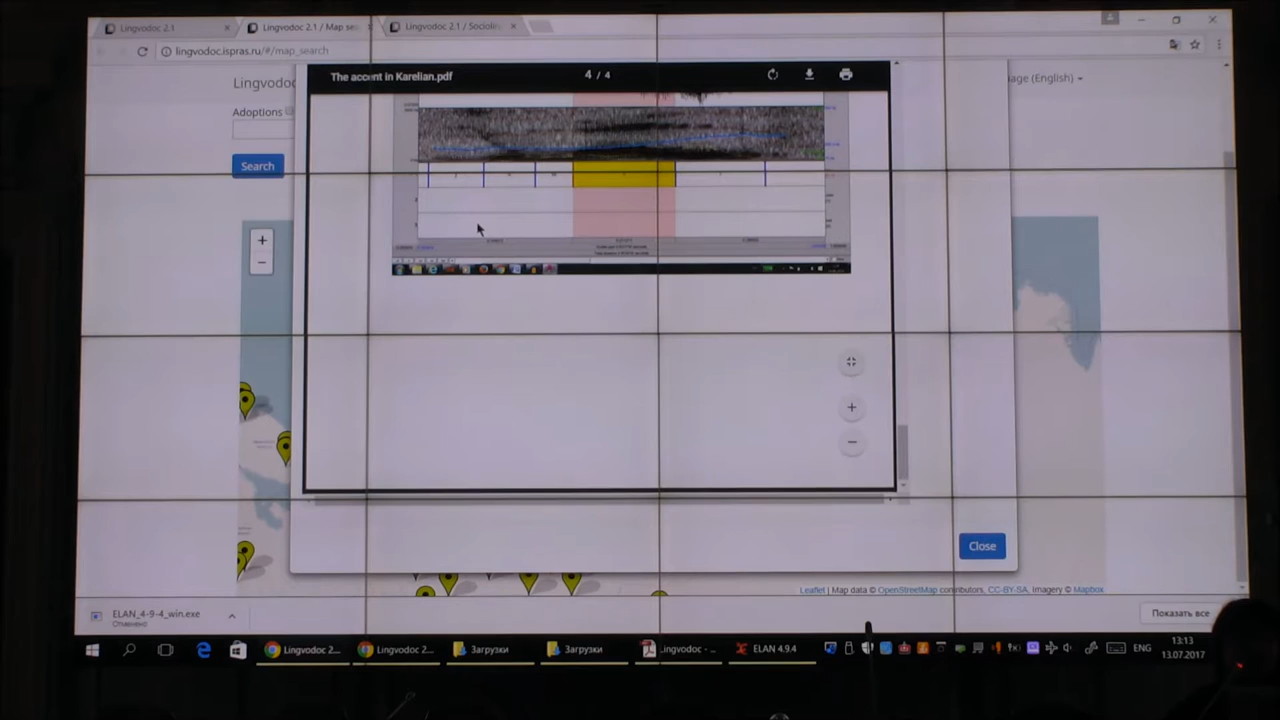 Lingvodoc 2.1
Lingvodoc 2.1 / Map sea
Lingvodoc 2.1 / Sociolin
lingvodoc.ispras.ru/#/map_search
Lingvodoc
age (English)
Adoptions
Search
The accent in Karelian.pdf
4 / 4
+
−
+
−
Close
Leaflet | Map data © OpenStreetMap contributors, CC-BY-SA, Imagery © Mapbox
ELAN_4-9-4_win.exe
Отменено
Показать все
Lingvodoc 2...
Lingvodoc 2...
Загрузки
Загрузки
Lingvodoc - ...
ELAN 4.9.4
ENG
13:13
13.07.2017